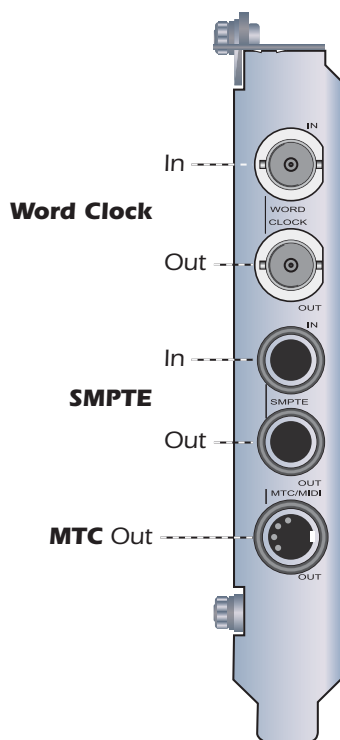 IN
In
Word Clock
WORD
CLOCK
Out
OUT
IN
In
SMPTE
SMPTE
Out
OUT
MTC/MIDI
MTC Out
OUT